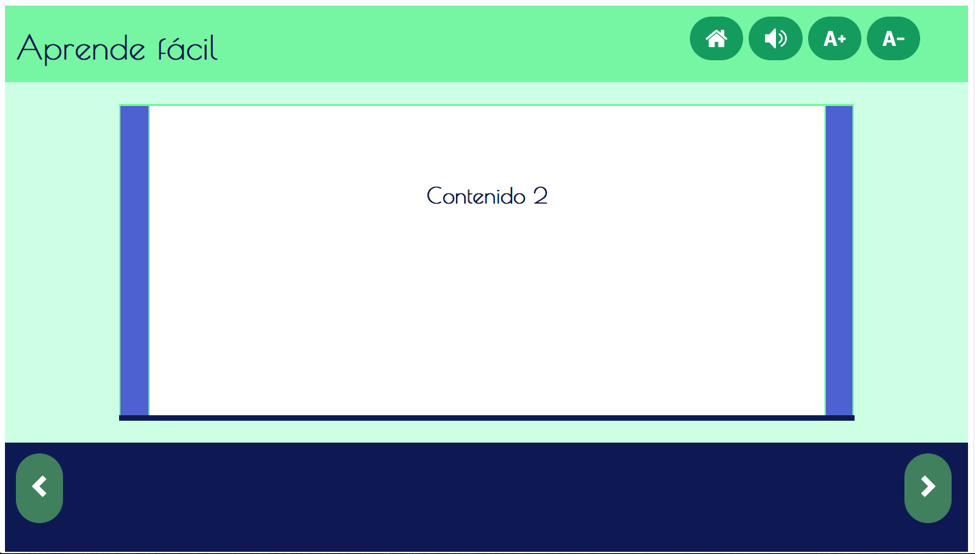 Aprende fácil
A+
A-
Contenido 2